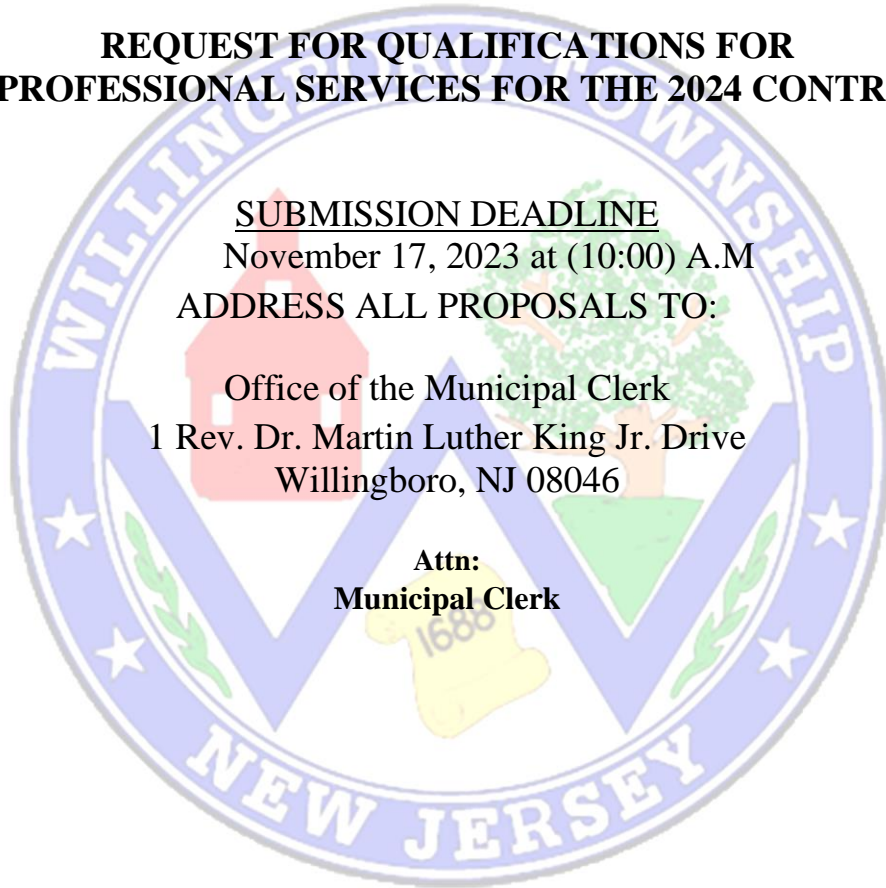 REQUEST FOR QUALIFICATIONS FOR
PROFESSIONAL SERVICES FOR THE 2024 CONTR
SUBMISSION DEADLINE
November 17, 2023 at (10:00) A.M
ADDRESS ALL PROPOSALS TO:
Office of the Municipal Clerk
1 Rev. Dr. Martin Luther King Jr. Drive
Willingboro, NJ 08046
Attn:
Municipal Clerk
WILLINGBORO TOWNSHIP
1688
NEW JERSEY